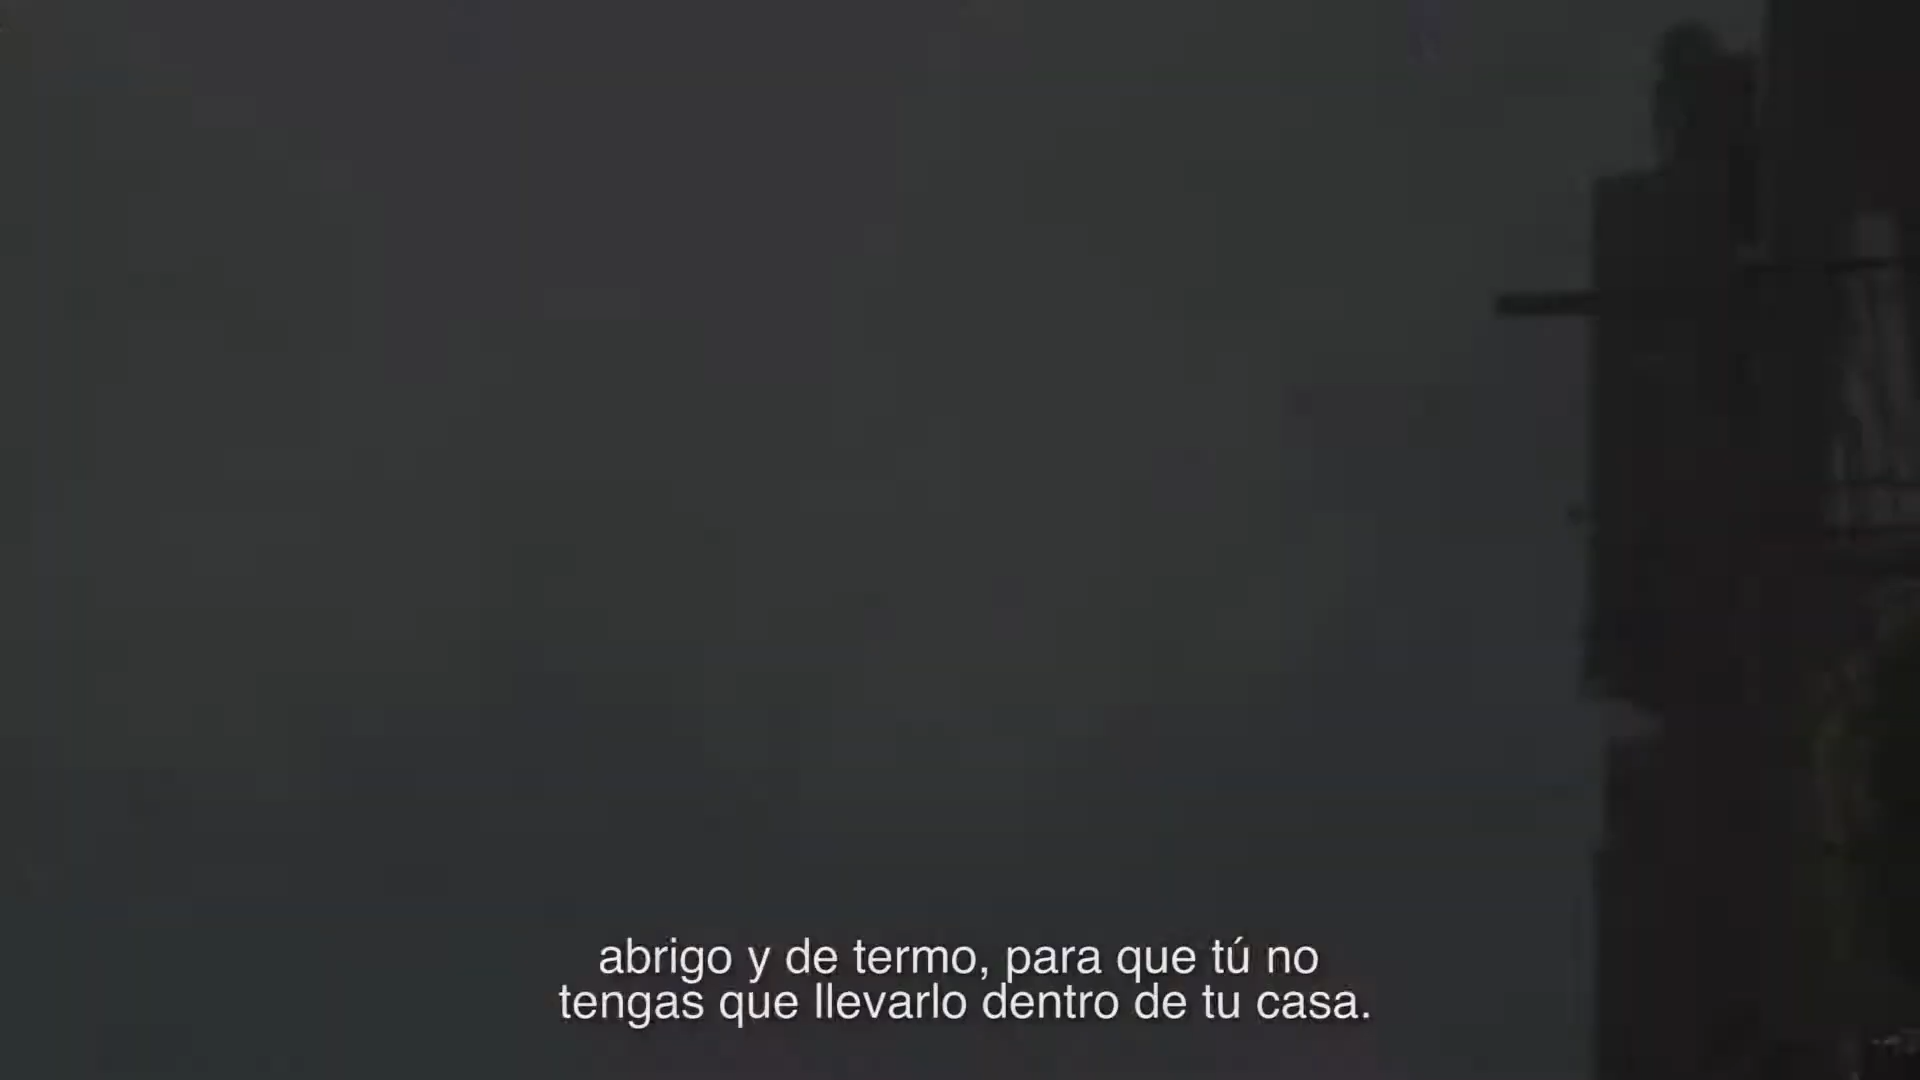 abrigo y de termo, para que tú no
tengas que llevarlo dentro de tu casa.